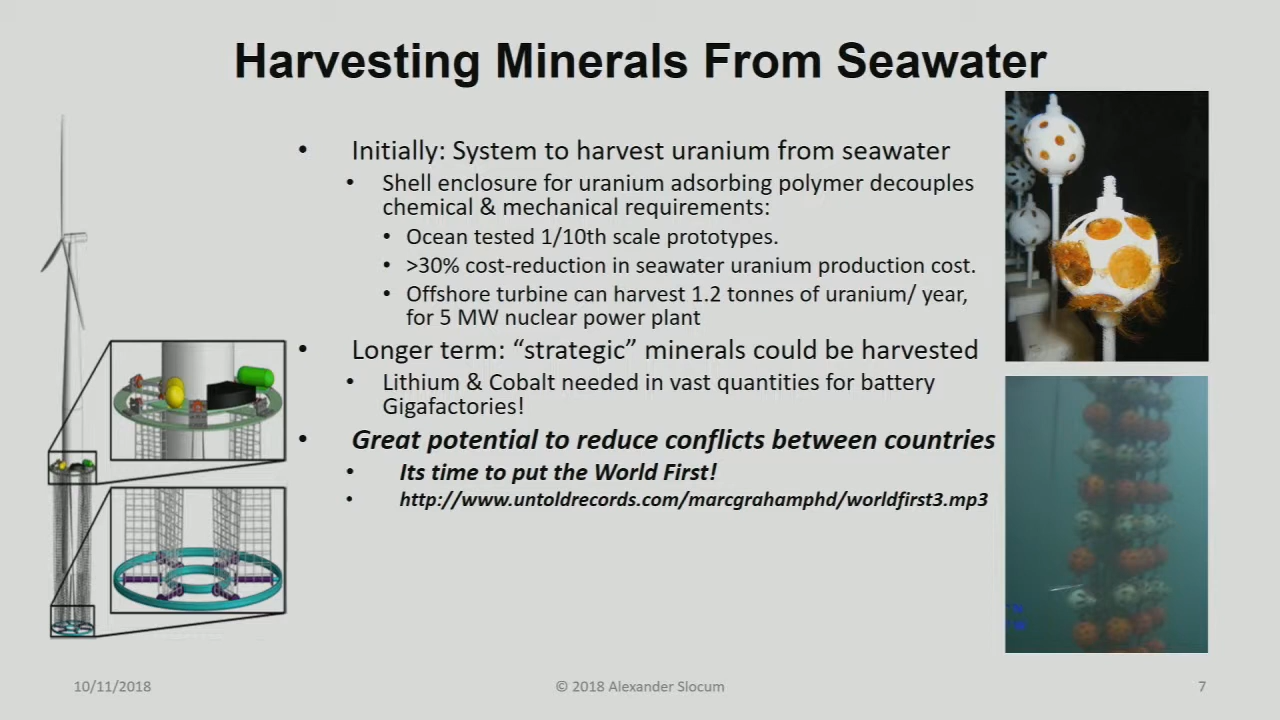 Harvesting Minerals From Seawater
• Initially: System to harvest uranium from seawater
• Shell enclosure for uranium adsorbing polymer decouples
chemical & mechanical requirements:
• Ocean tested 1/10th scale prototypes.
• >30% cost-reduction in seawater uranium production cost.
• Offshore turbine can harvest 1.2 tonnes of uranium/ year,
for 5 MW nuclear power plant
• Longer term: “strategic” minerals could be harvested
• Lithium & Cobalt needed in vast quantities for battery
Gigafactories!
• Great potential to reduce conflicts between countries
• Its time to put the World First!
• http://www.untoldrecords.com/marcgrahamphd/worldfirst3.mp3
10/11/2018
© 2018 Alexander Slocum
7